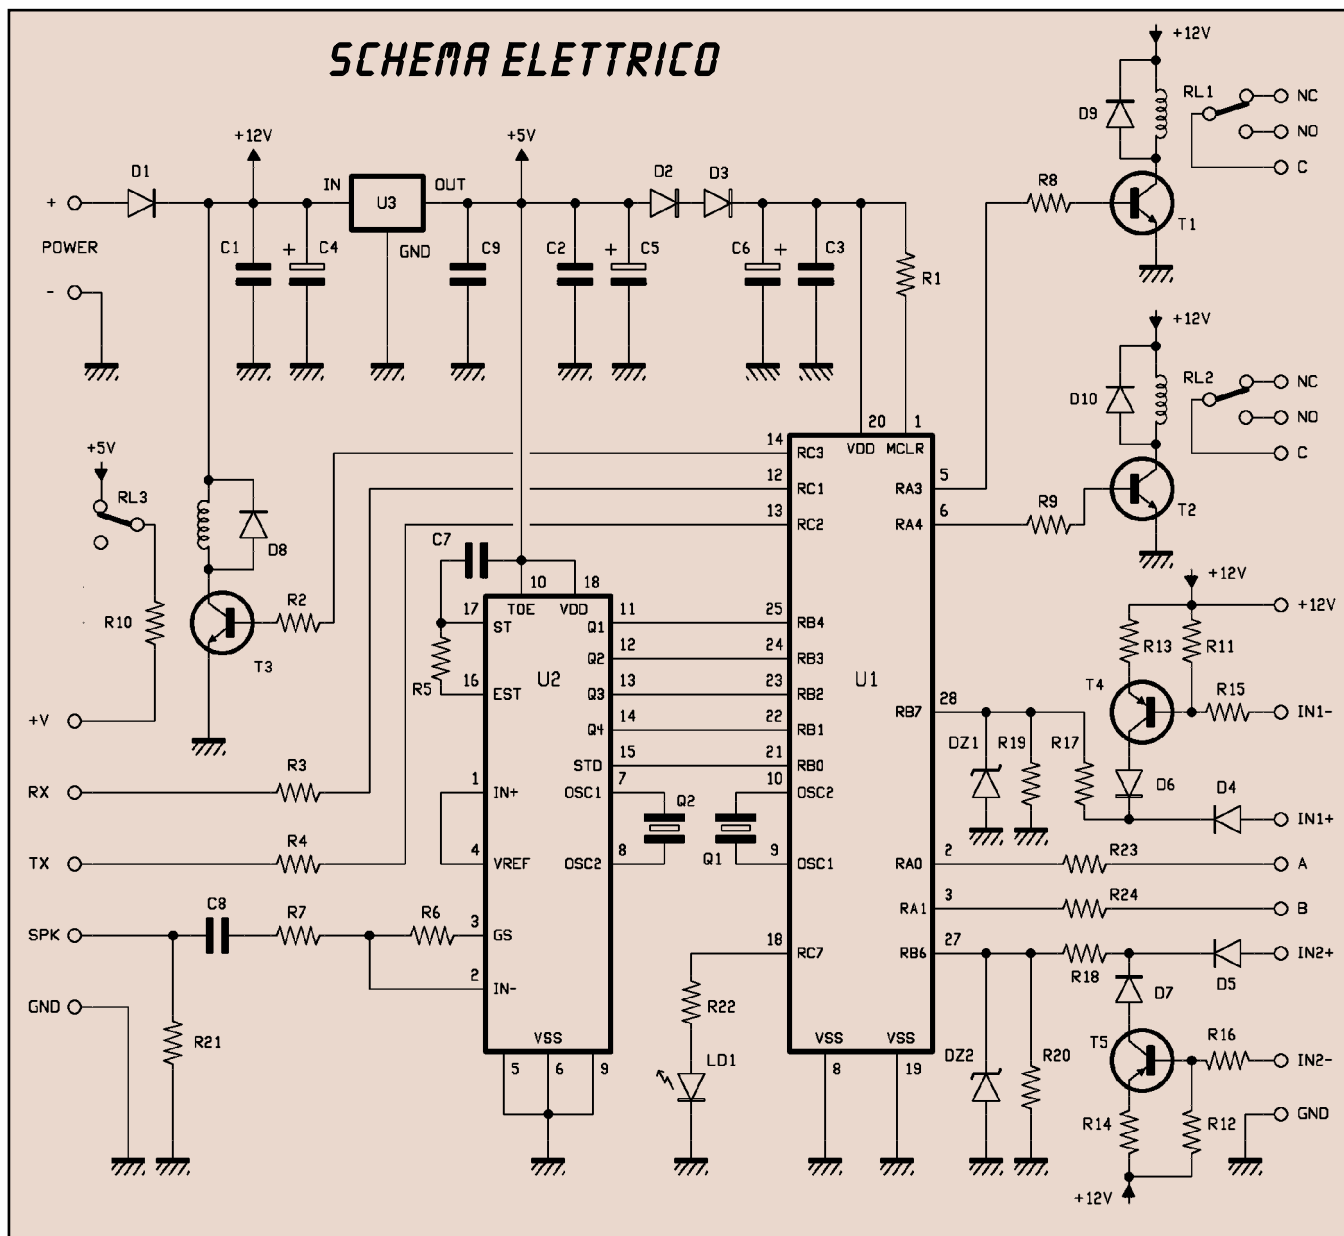 SCHEMA ELETTRICO
+12V
RL1
NC
NO
C
D9
+12V
+5V
D1
IN
U3
OUT
GND
D2
D3
R8
T1
+
POWER
-
C1
+
C4
C9
C2
+
C5
C6
+
C3
R1
+12V
RL2
NC
NO
C
D10
20
1
VDD
MCLR
+5V
RL3
14
RC3
12
RC1
13
RC2
RA3
5
RA4
6
R9
T2
D8
C7
10
18
TOE
VDD
+12V
+12V
R10
R2
T3
17
ST
Q1
11
25
RB4
R13
R11
Q2
12
24
RB3
R5
16
EST
U2
Q3
13
23
RB2
U1
T4
R15
+V
Q4
14
22
RB1
RB7
28
IN1-
STD
15
21
RB0
DZ1
R19
R17
RX
R3
1
IN+
OSC1
7
Q2
10
OSC2
D6
D4
IN1+
TX
R4
4
VREF
OSC2
8
Q1
9
OSC1
RA0
2
R23
A
RA1
3
R24
B
SPK
C8
R7
R6
3
GS
18
RC7
RB6
27
R18
D5
IN2+
2
IN-
D7
GND
R22
R21
VSS
VSS
VSS
T5
R16
5
6
9
LD1
8
19
DZ2
R20
IN2-
R14
R12
GND
+12V